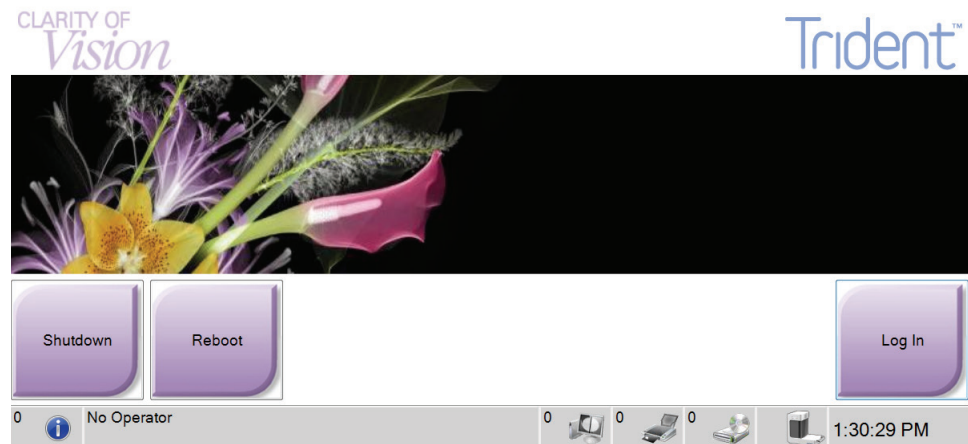 CLARITY OF
Vision
Trident™
Shutdown
Reboot
Log In
0
No Operator
0
0
0
1:30:29 PM